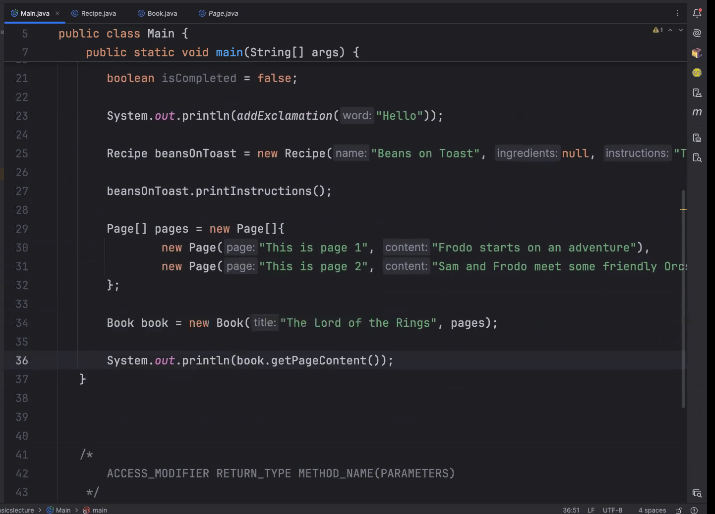 Main.java × Recipe.java Book.java Page.java
5 public class Main { 1
7 public static void main(String[] args) {
21 boolean isCompleted = false;
22
23 System.out.println(addExclamation( word: "Hello"));
24
25 Recipe beansOnToast = new Recipe( name: "Beans on Toast", ingredients: null, instructions: "T
26
27 beansOnToast.printInstructions();
28
29 Page[] pages = new Page[]{
30 new Page( page: "This is page 1", content: "Frodo starts on an adventure"),
31 new Page( page: "This is page 2", content: "Sam and Frodo meet some friendly Orcs
32 };
33
34 Book book = new Book( title: "The Lord of the Rings", pages);
35
36 System.out.println(book.getPageContent());
37 }
38
39
40
41 /*
42 ACCESS_MODIFIER RETURN_TYPE METHOD_NAME(PARAMETERS)
43 */
m
sicslecture > Main > main 36:51 LF UTF-8 4 spaces